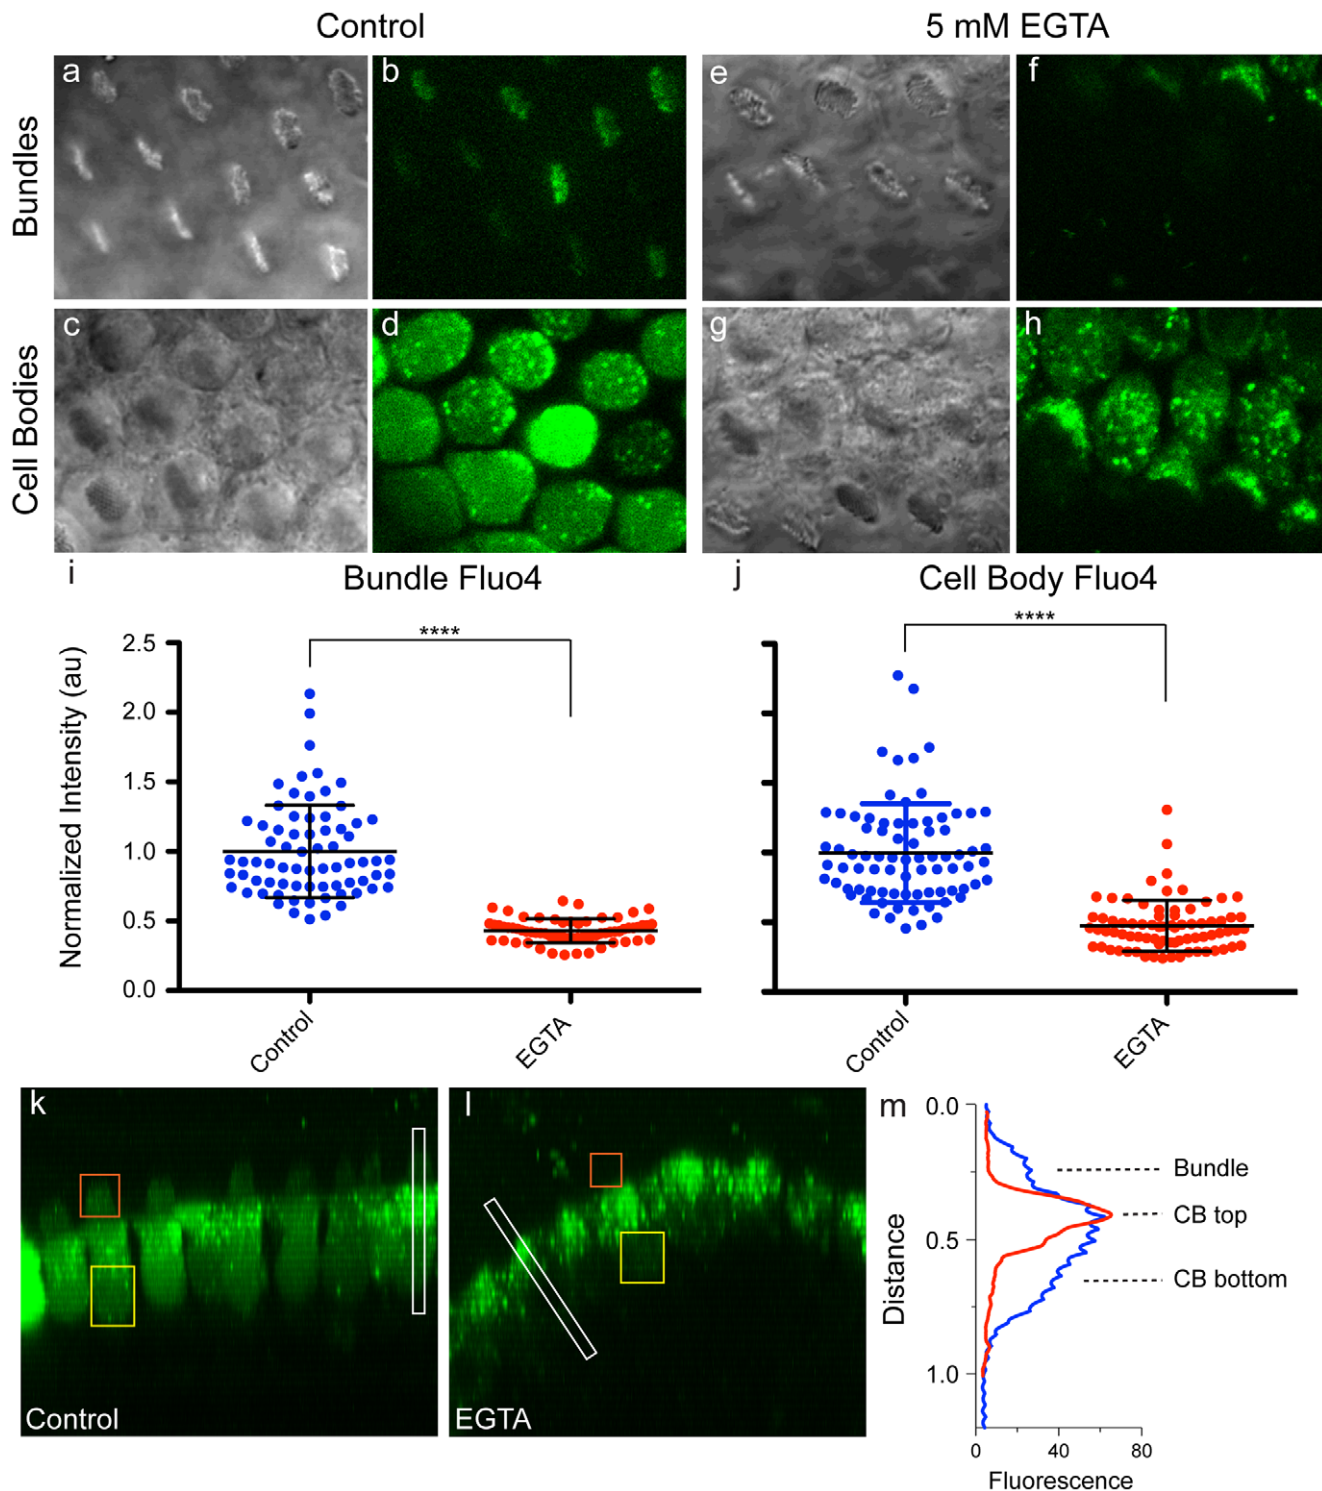 Control
5 mM EGTA
Bundles
a
b
e
f
Cell Bodies
c
d
g
h
i
Bundle Fluo4
j
Cell Body Fluo4
****
****
Normalized Intensity (au)
2.5
2.0
1.5
1.0
0.5
0.0
Control
EGTA
Control
EGTA
k
Control
l
EGTA
m
Distance
0.0
0.5
1.0
Bundle
CB top
CB bottom
0
40
80
Fluorescence